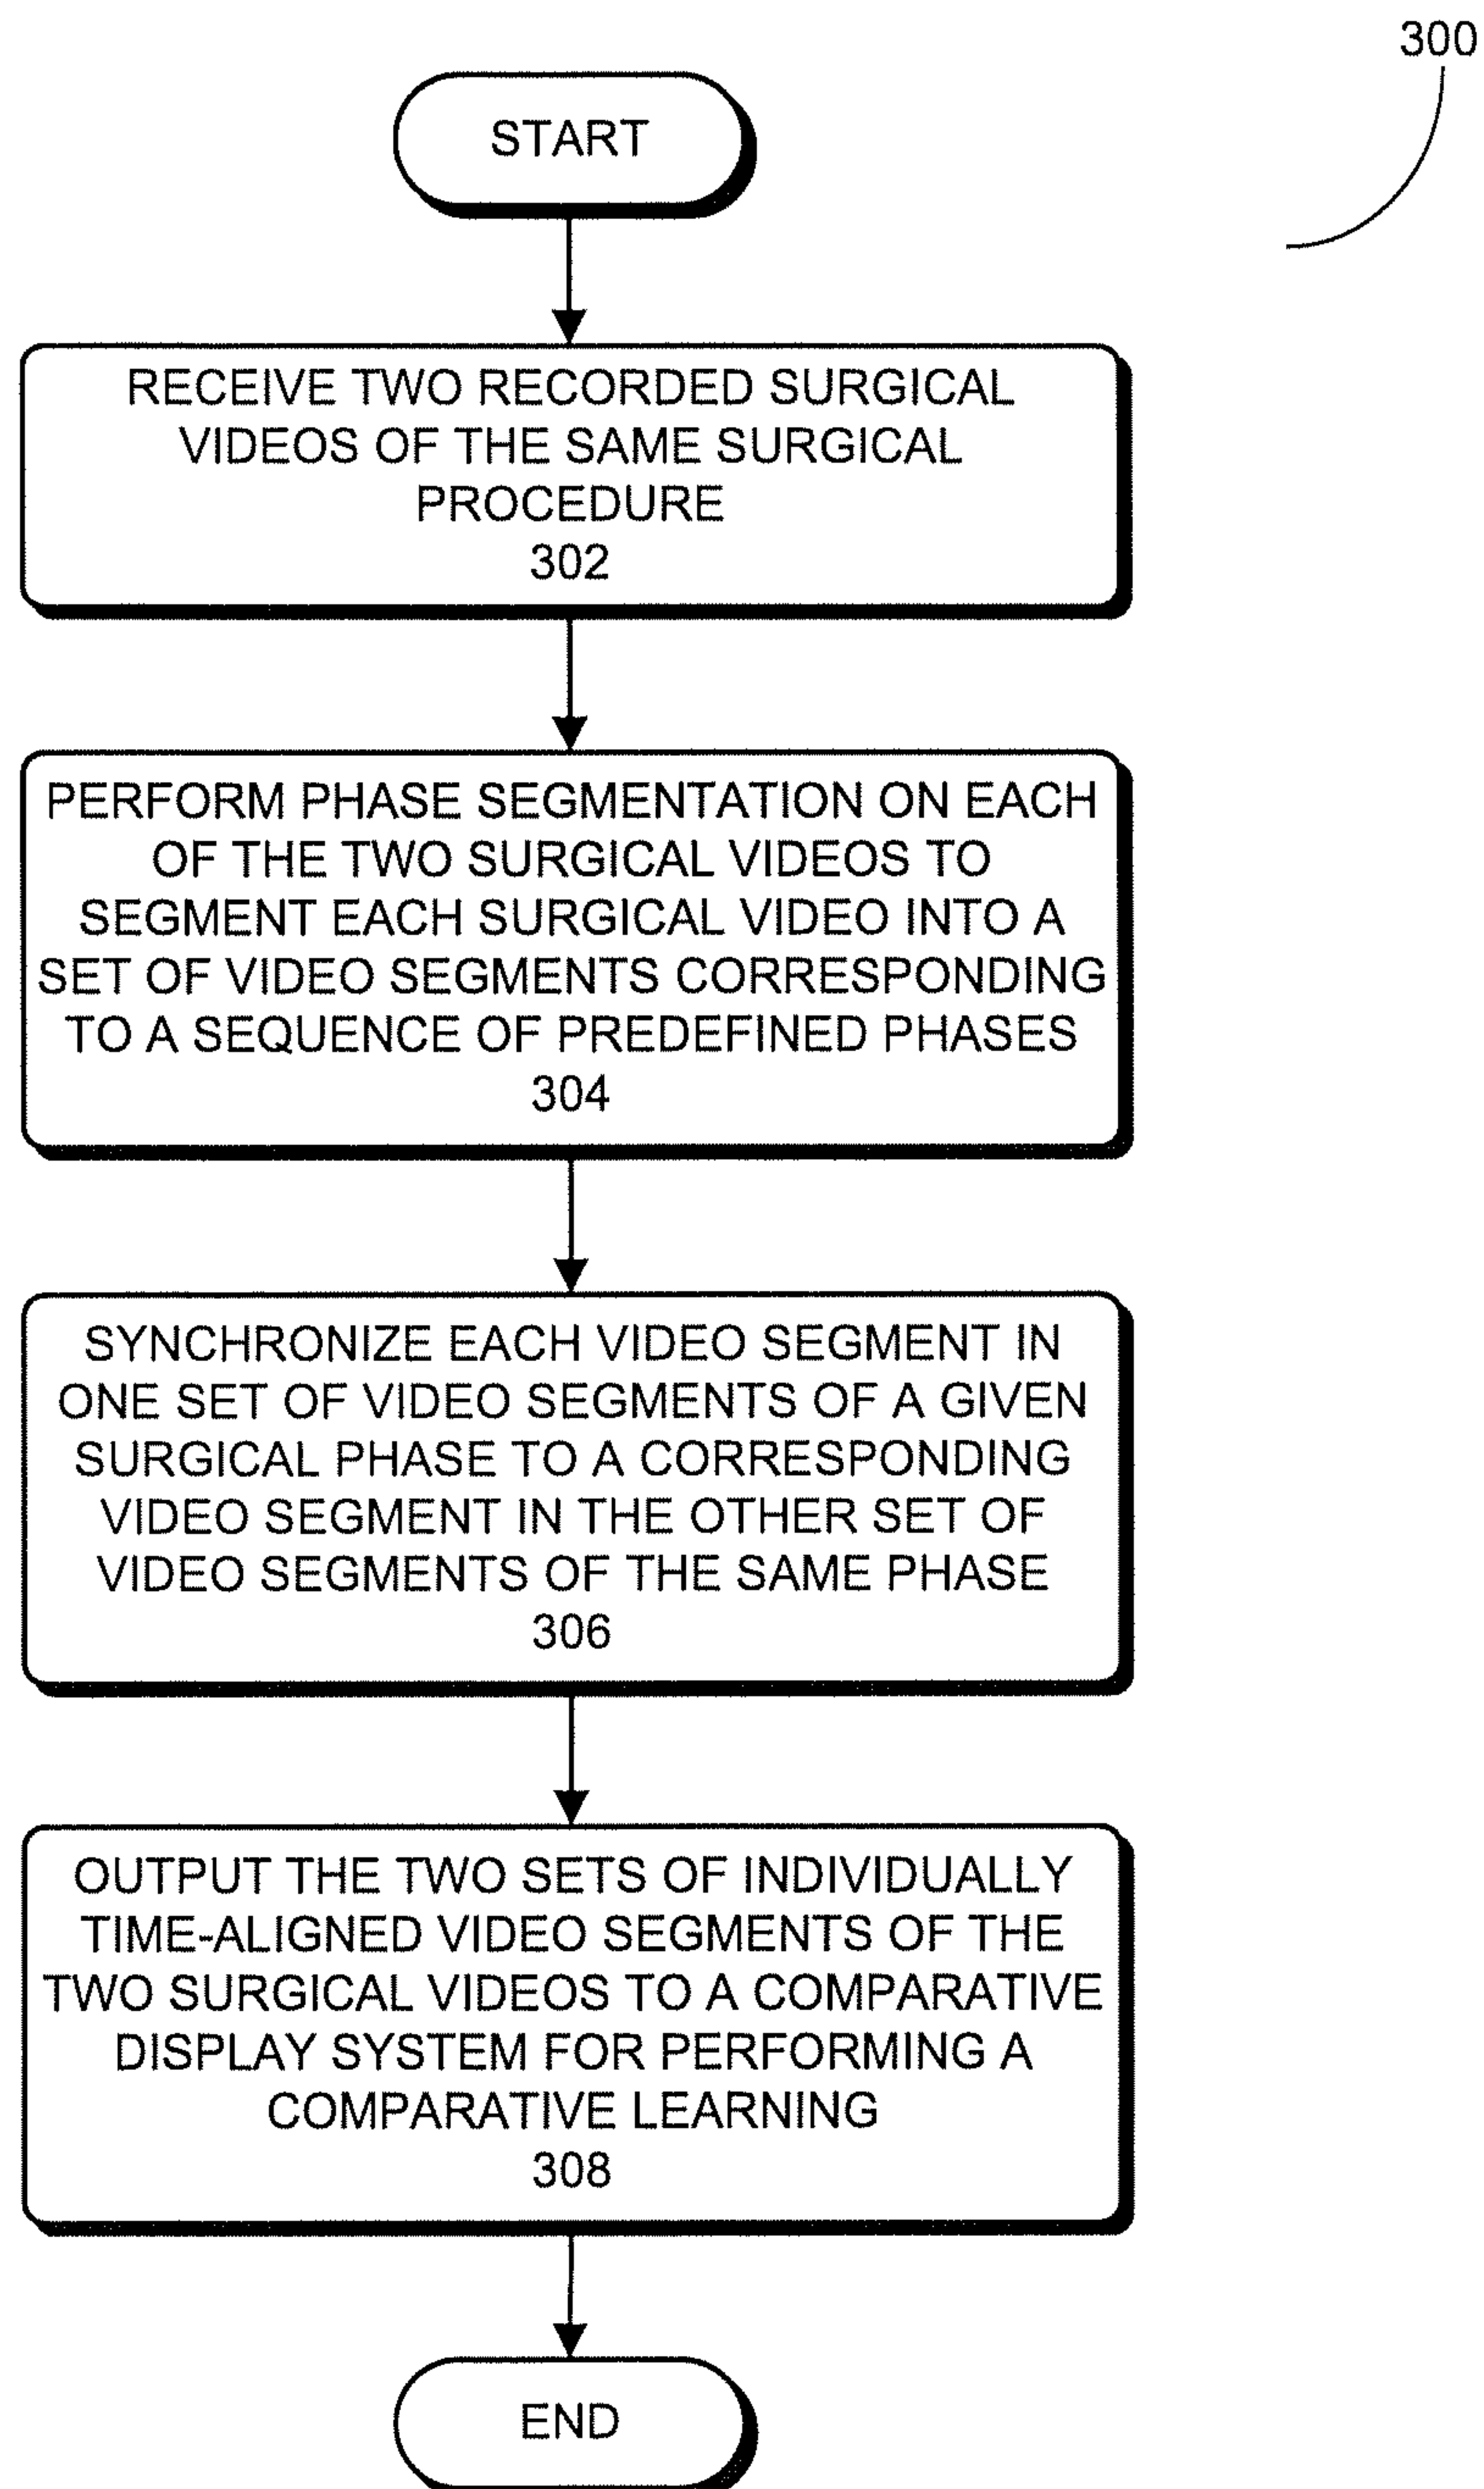 300
START
RECEIVE TWO RECORDED SURGICAL
VIDEOS OF THE SAME SURGICAL
PROCEDURE
302
PERFORM PHASE SEGMENTATION ON EACH
OF THE TWO SURGICAL VIDEOS TO
SEGMENT EACH SURGICAL VIDEO INTO A
SET OF VIDEO SEGMENTS CORRESPONDING
TO A SEQUENCE OF PREDEFINED PHASES
304
SYNCHRONIZE EACH VIDEO SEGMENT IN
ONE SET OF VIDEO SEGMENTS OF A GIVEN
SURGICAL PHASE TO A CORRESPONDING
VIDEO SEGMENT IN THE OTHER SET OF
VIDEO SEGMENTS OF THE SAME PHASE
306
OUTPUT THE TWO SETS OF INDIVIDUALLY
TIME-ALIGNED VIDEO SEGMENTS OF THE
TWO SURGICAL VIDEOS TO A COMPARATIVE
DISPLAY SYSTEM FOR PERFORMING A
COMPARATIVE LEARNING
308
END